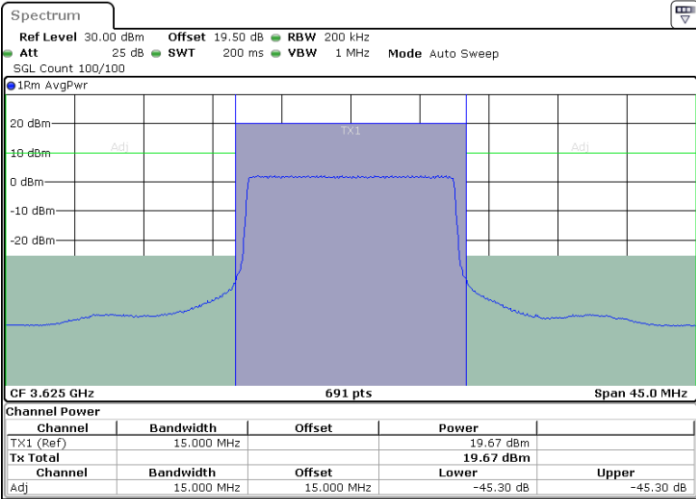 Spectrum
Ref Level 30.00 dBm Offset 19.50 dB RBW 200 kHz
Att 25 dB SWT 200 ms VBW 1 MHz Mode Auto Sweep
SGL Count 100/100
1Rm AvgPwr
20 dBm
TX1
Adj Adj
10 dBm
0 dBm
-10 dBm
-20 dBm
CF 3.625 GHz 691 pts Span 45.0 MHz
Channel Power
Channel Bandwidth Offset Power
TX1 (Ref) 15.000 MHz 19.67 dBm
Tx Total 19.67 dBm
Channel Bandwidth Offset Lower Upper
Adj 15.000 MHz 15.000 MHz -45.30 dB -45.30 dB